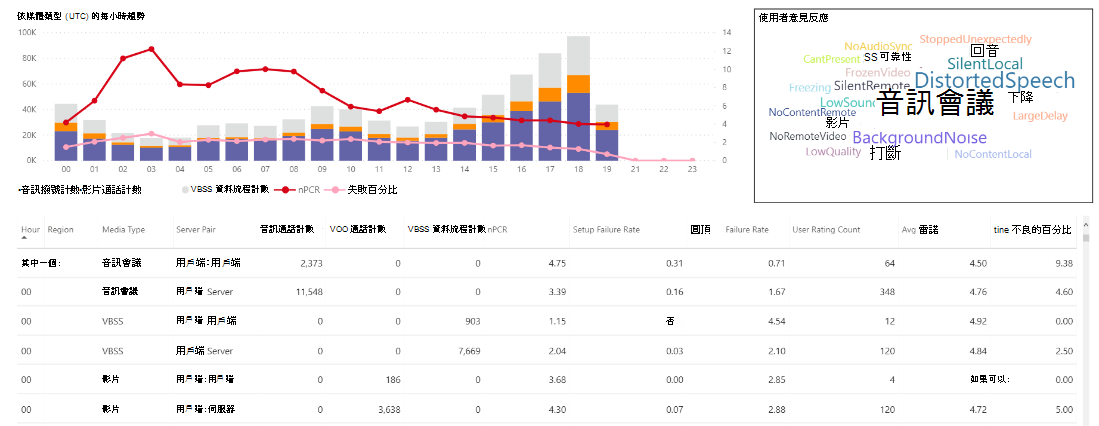 依媒體類型 (UTC) 的每小時趨勢
100K
80K
60K
40K
20K
0K
14
12
10
8
6
4
2
0
00 01 02 03 04 05 06 07 08 09 10 11 12 13 14 15 16 17 18 19 20 21 22 23
•音訊撥號計數•影片通話計數 VBSS 資料流程計數 nPCR 失敗百分比
使用者意見反應
StoppedUnexpectedly
NoAudioSync
回音
CantPresent SS可靠性
SilentLocal
FrozenVideo
DistortedSpeech
Freezing SilentRemote
音訊會議 下降
LowSound
NoContentRemote
LargeDelay
影片
NoRemoteVideo BackgroundNoise
LowQuality 打斷 NoContentLocal
Hour Region Media Type Server Pair 音訊通話計數 VOO 通話計數 VBSS 資料流程計數 nPCR Setup Failure Rate 圓頂 Failure Rate User Rating Count Avg 雷諾 tine 不良的百分比
其中一個: 音訊會議 用戶端:用戶端 2,373 0 0 4.75 0.31 0.71 64 4.50 9.38
00 音訊會議 用戶端 Server 11,548 0 0 3.39 0.16 1.67 348 4.76 4.60
00 VBSS 用戶端 用戶端 0 0 903 1.15 否 4.54 12 4.92 0.00
00 VBSS 用戶端 Server 0 0 7,669 2.04 0.03 2.10 120 4.84 2.50
00 影片 用戶端:用戶端 0 186 0 3.68 0.00 2.85 4 如果可以: 0.00
00 影片 用戶端:伺服器 0 3,638 0 4.30 0.07 2.88 120 4.72 5.00